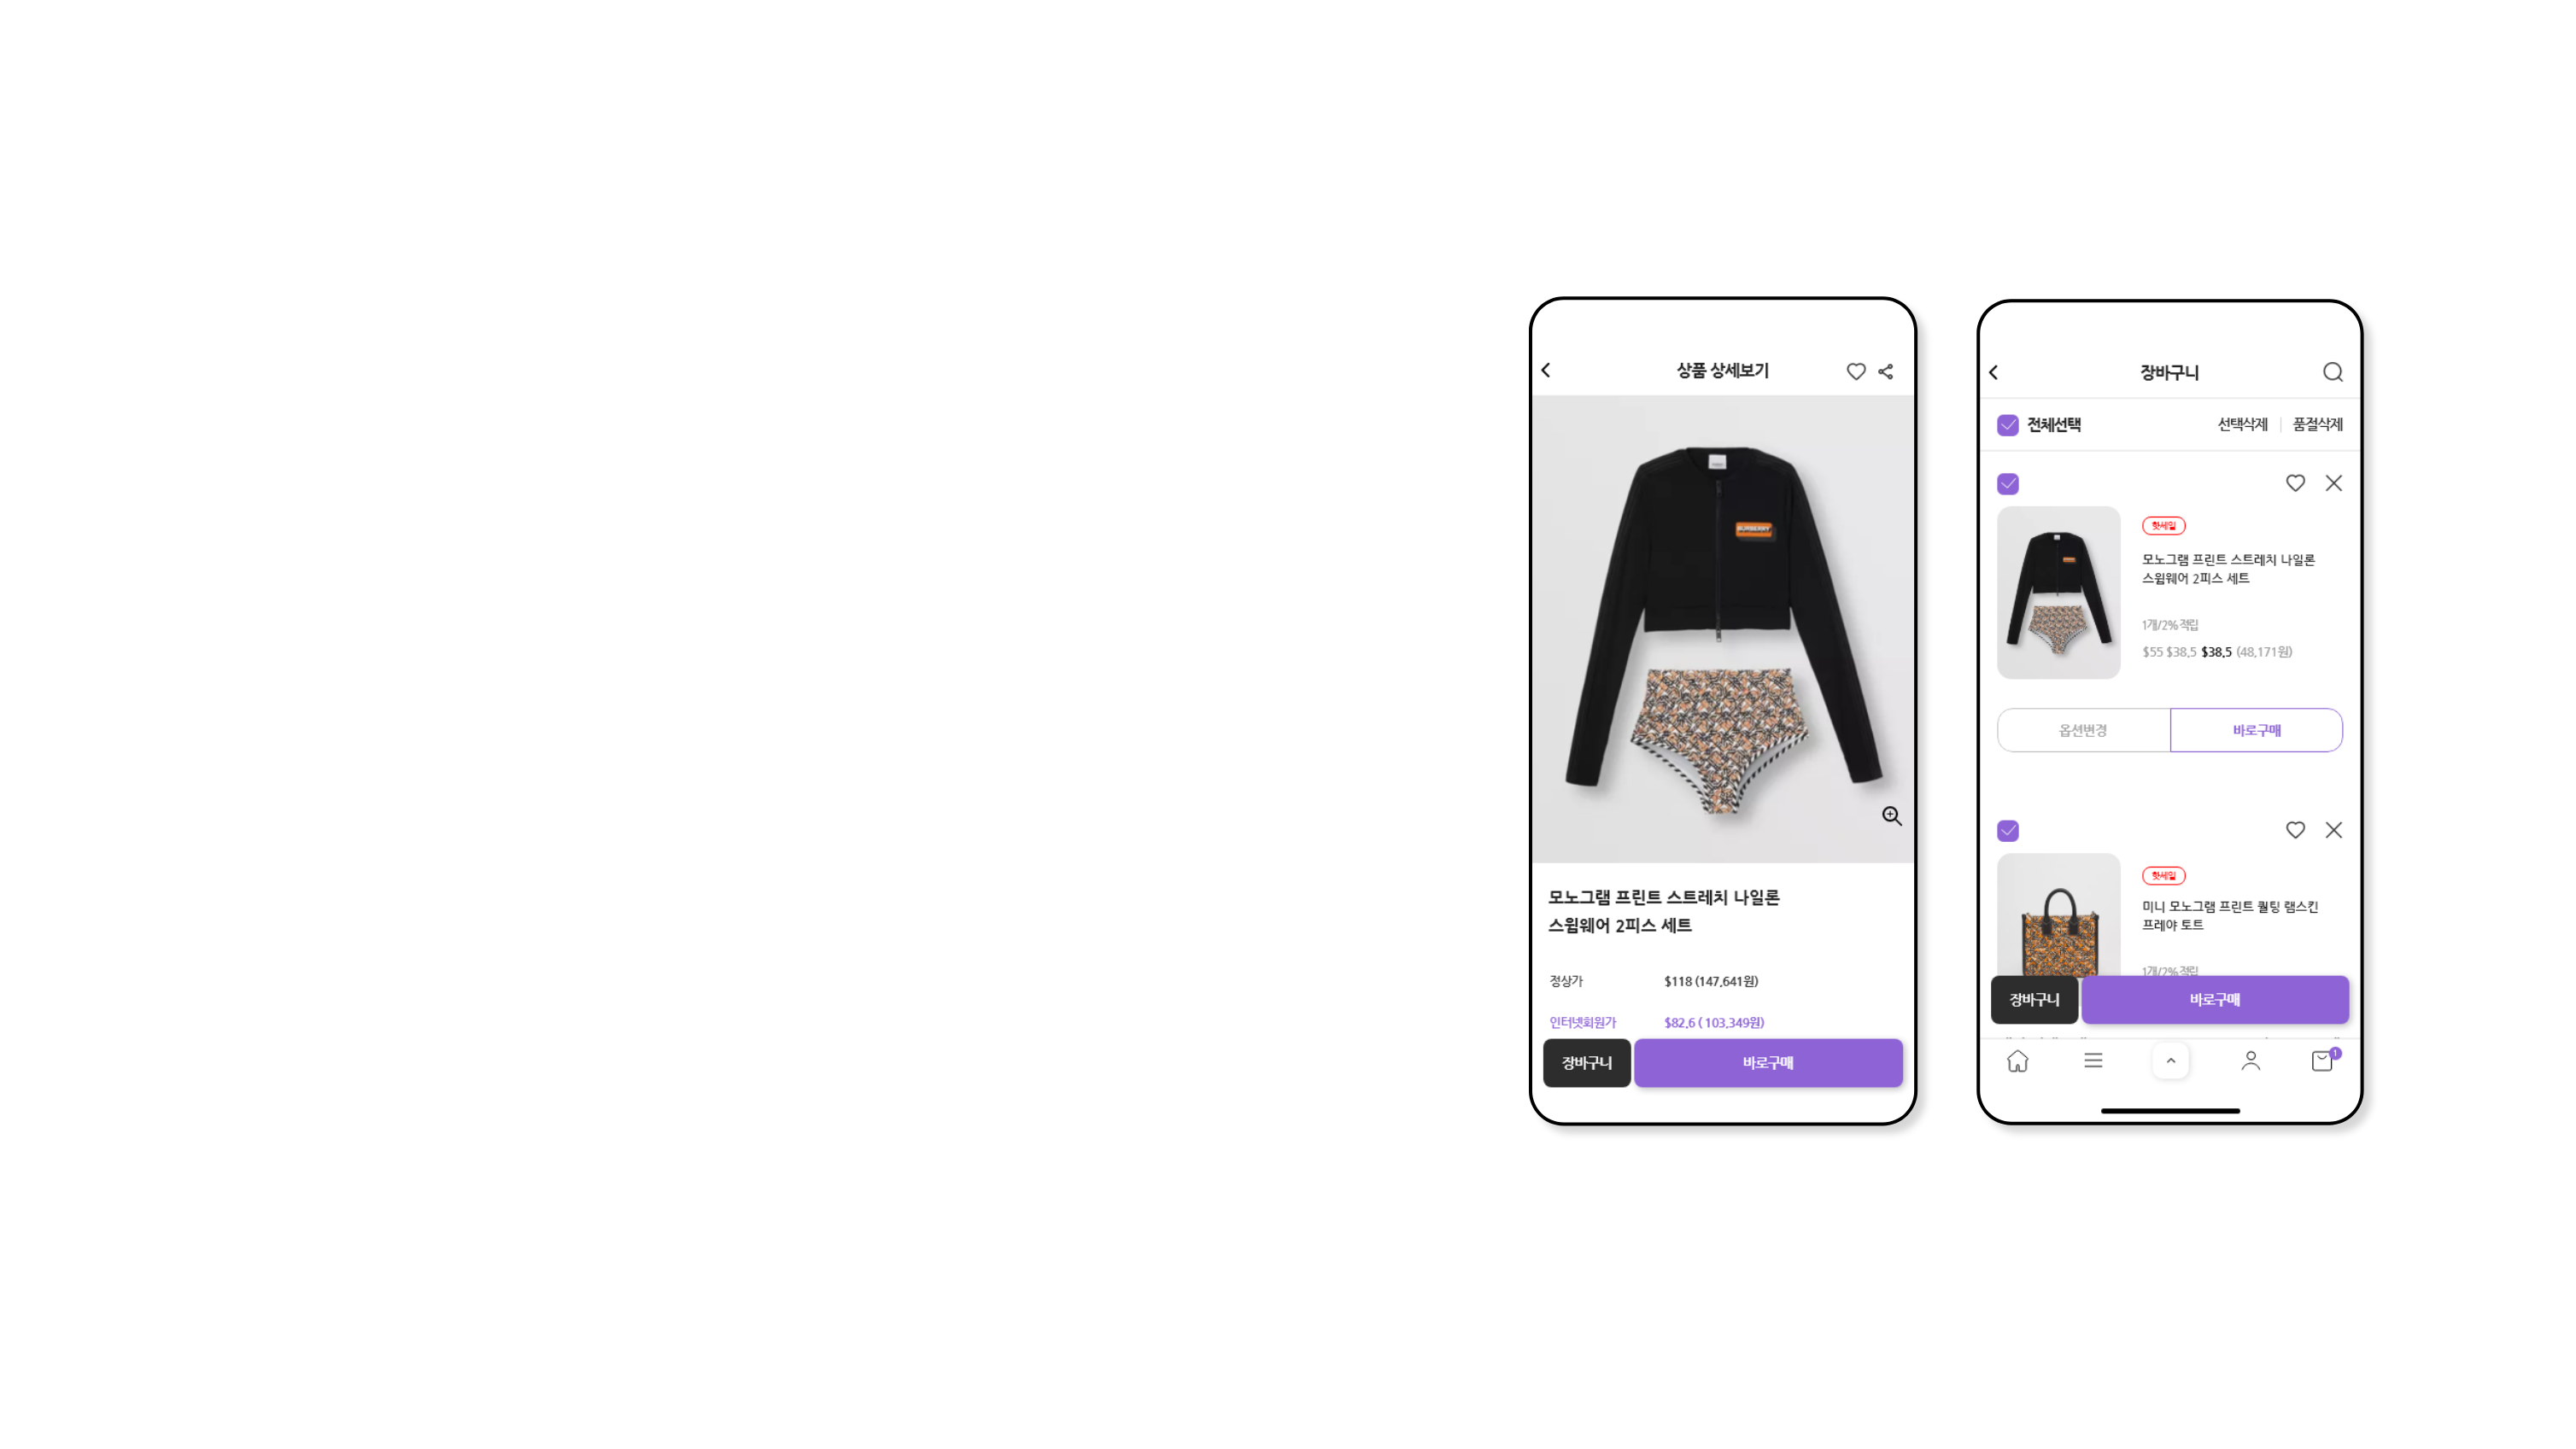 상품 상세보기
BURBERRY
모노그램 프린트 스트레치 나일론
스윔웨어 2피스 세트
정상가 $118 (147,641원)
인터넷회원가 $82.6 ( 103,349원)
장바구니 바로구매
장바구니
전체선택 선택삭제 품절삭제
핫세일
모노그램 프린트 스트레치 나일론
스윔웨어 2피스 세트
1개/2% 적립
$55 $38.5 $38.5 (48,171원)
옵션변경 바로구매
핫세일
미니 모노그램 프린트 퀼팅 램스킨
프레야 토트
1개/2% 적립
장바구니 바로구매
1